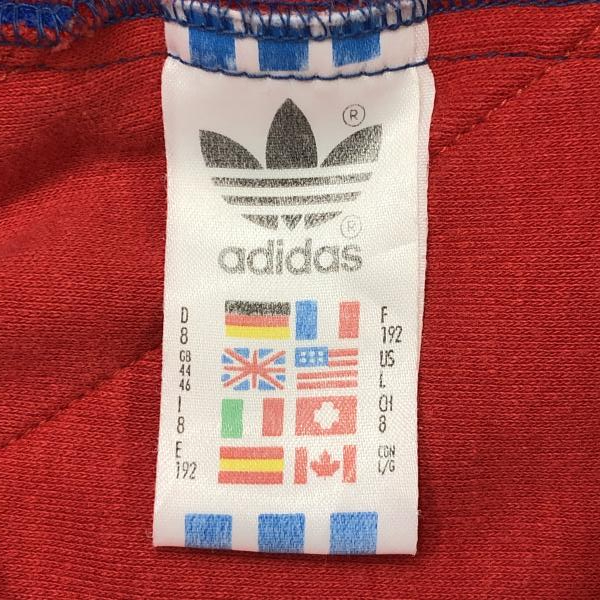 ®
®
adidas
D
8
F
192
GB
44
46
US
L
I
8
CH
8
E
192
CDN
L/G